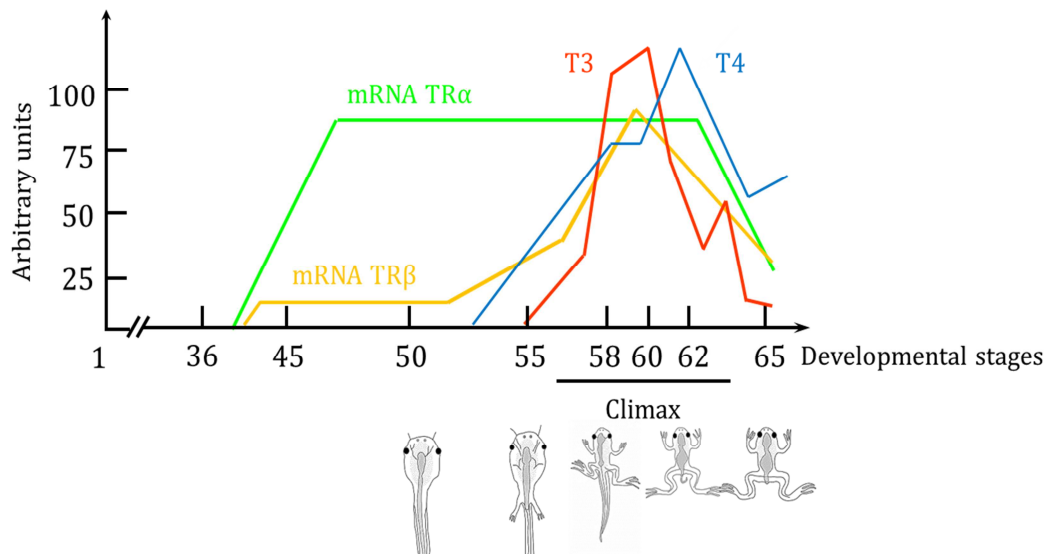 T3
T4
100
mRNA TRα
Arbitrary units
75
50
mRNA TRβ
25
1
36
45
50
55
58
60
62
65
Developmental stages
Climax